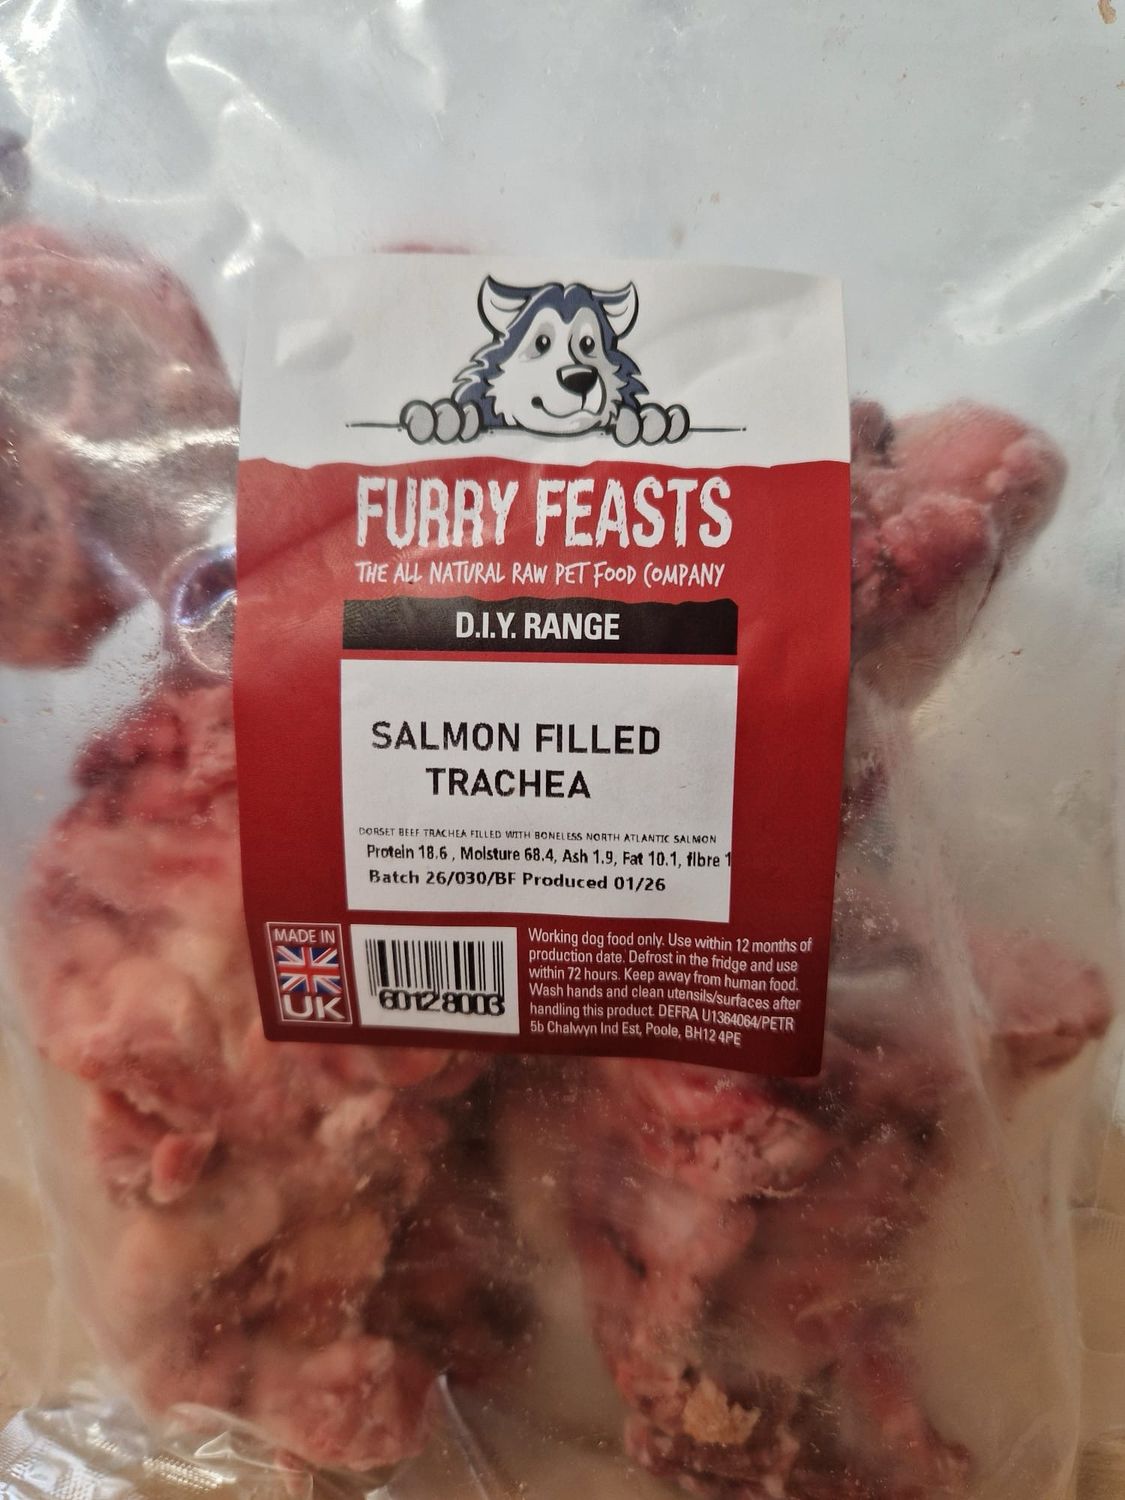 FURRY FEASTS
THE ALL NATURAL RAW PET FOOD COMPANY
D.I.Y. RANGE
SALMON FILLED
TRACHEA
DORSET BEEF TRACHEA FILLED WITH BONELESS NORTH ATLANTIC SALMON
Protein 18.6 , Moisture 68.4, Ash 1.9, Fat 10.1, fibre 1
Batch 26/030/BF Produced 01/26
MADE IN
UK
60128003
Working dog food only. Use within 12 months of
production date. Defrost in the fridge and use
within 72 hours. Keep away from human food.
Wash hands and clean utensils/surfaces after
handling this product. DEFRA U1364064/PETR
5b Chalwyn Ind Est, Poole, BH12 4PE